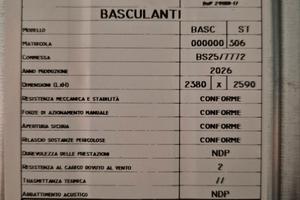 BASCULANTI
MODELLO BASC ST
MATRICOLA 000000 306
COMMESSA BS25/7772
ANNO PRODUZIONE 2026
DIMENSIONI (LxH) 2380 x 2590
RESISTENZA MECCANICA E STABILITÀ CONFORME
FORZE DI AZIONAMENTO MANUALE CONFORME
APERTURA SICURA CONFORME
RILASCIO SOSTANZE PERICOLOSE CONFORME
DUREVOLEZZA DELLE PRESTAZIONI NDP
RESISTENZA AL CARICO DOVUTO AL VENTO 2
TRASMITTANZA TERMICA //
ABBATTIMENTO ACUSTICO NDP